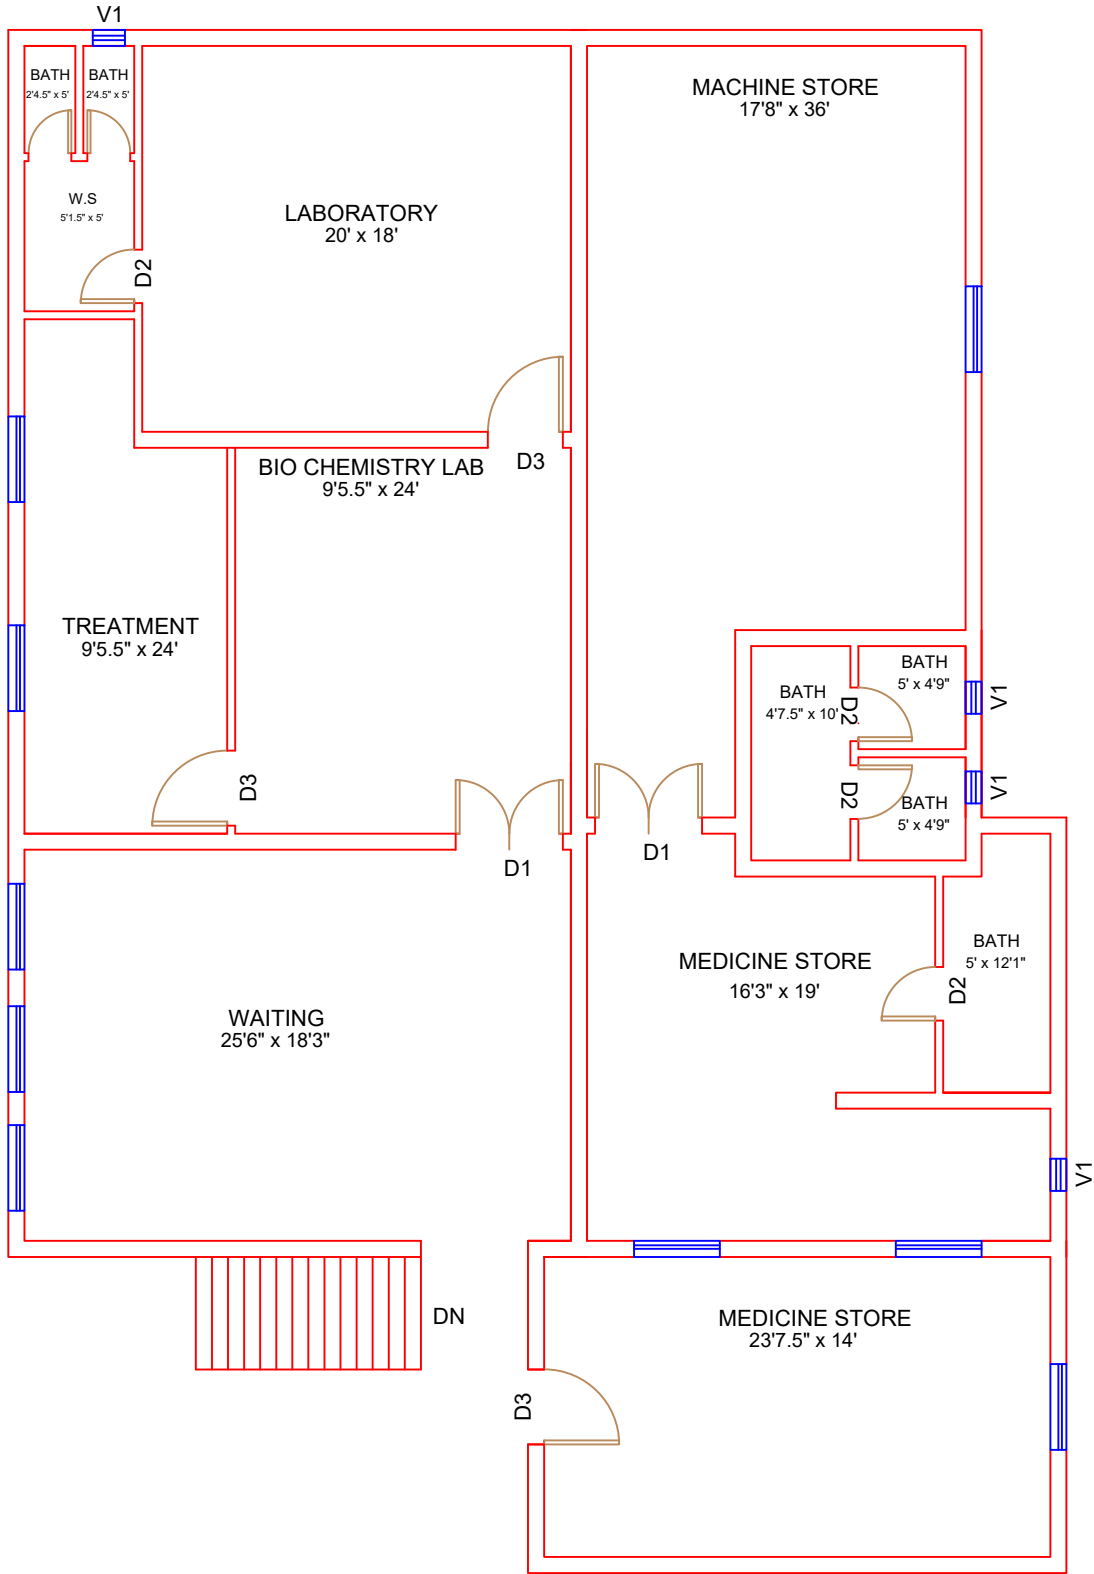 V1
BATH
2'4.5" x 5'
BATH
2'4.5" x 5'
MACHINE STORE
17'8" x 36'
W.S
5'1.5" x 5'
LABORATORY
20' x 18'
D2
D3
BIO CHEMISTRY LAB
9'5.5" x 24'
TREATMENT
9'5.5" x 24'
BATH
5' x 4'9"
BATH
4'7.5" x 10'
D2
V1
D3
D2
BATH
5' x 4'9"
V1
D1
D1
MEDICINE STORE
16'3" x 19'
BATH
5' x 12'1"
D2
WAITING
25'6" x 18'3"
V1
DN
MEDICINE STORE
23'7.5" x 14'
D3